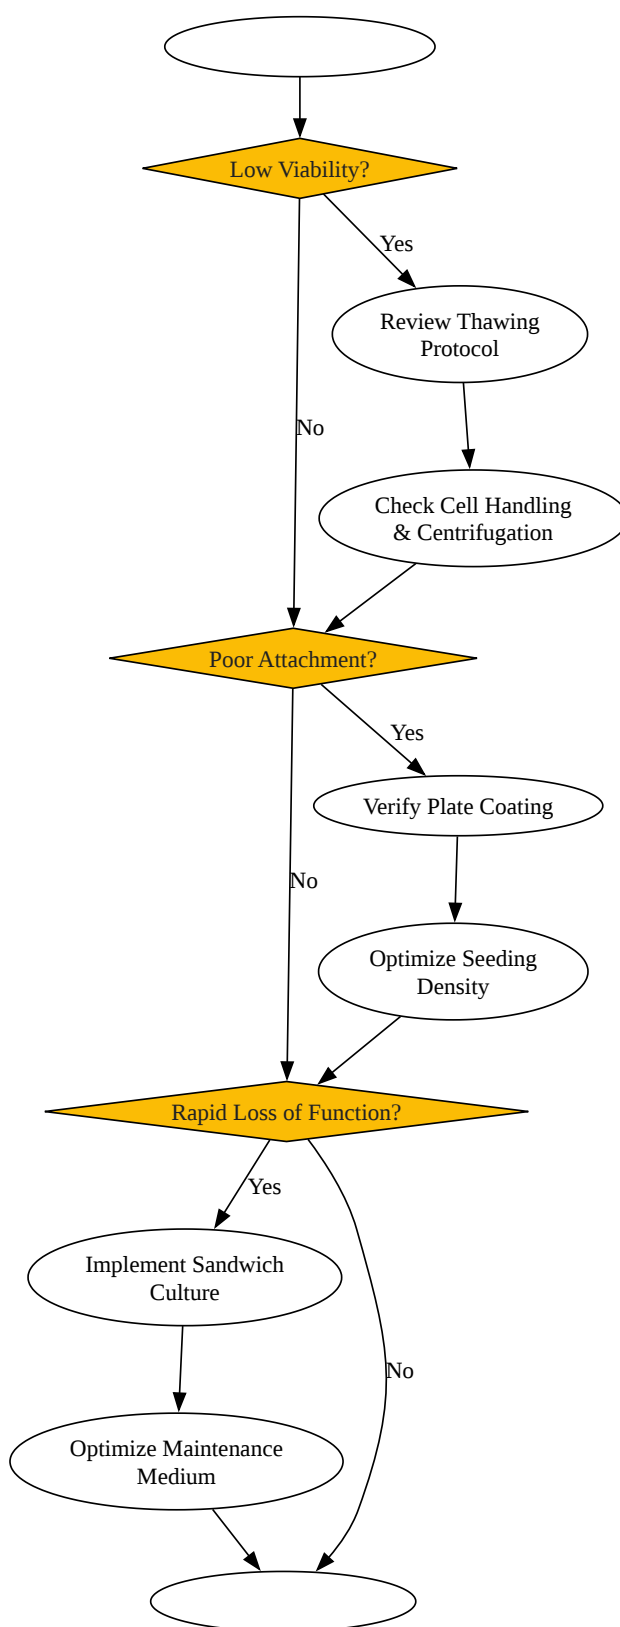 Low Viability?
Yes
Review Thawing
Protocol
No
Check Cell Handling
& Centrifugation
Poor Attachment?
Yes
Verify Plate Coating
No
Optimize Seeding
Density
Rapid Loss of Function?
Yes
Implement Sandwich
Culture
No
Optimize Maintenance
Medium